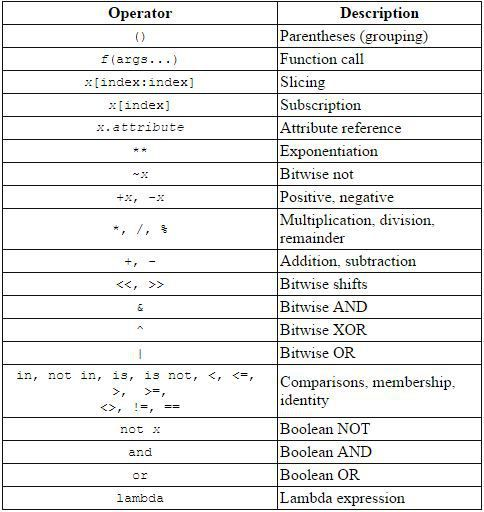 Operator Description
() Parentheses (grouping)
f(args...) Function call
x[index:index] Slicing
x[index] Subscription
x.attribute Attribute reference
** Exponentiation
~x Bitwise not
+x, -x Positive, negative
*, /, % Multiplication, division,
remainder
+, - Addition, subtraction
<<, >> Bitwise shifts
& Bitwise AND
^ Bitwise XOR
| Bitwise OR
in, not in, is, is not, <, <=,
>, >=,
<>, !=, ==
Comparisons, membership,
identity
not x Boolean NOT
and Boolean AND
or Boolean OR
lambda Lambda expression